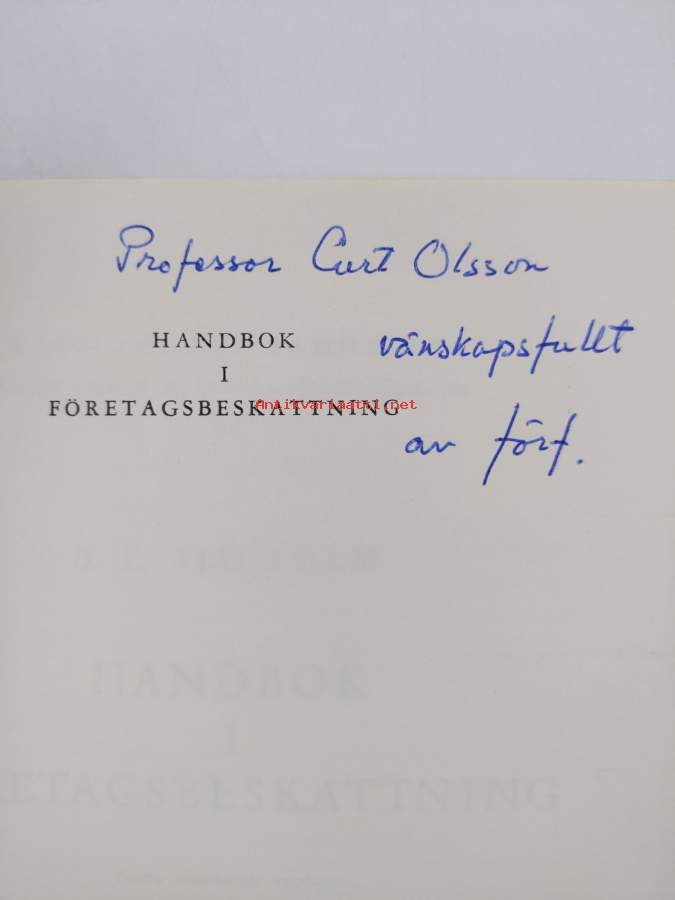 Professor Curt Olsson
HANDBOK
vänskapsfullt
I
FÖRETAGSBESKATTNING
Antikvariaatti.net
av förf.
HANDBOK
I
ETAGSBESKATTNING